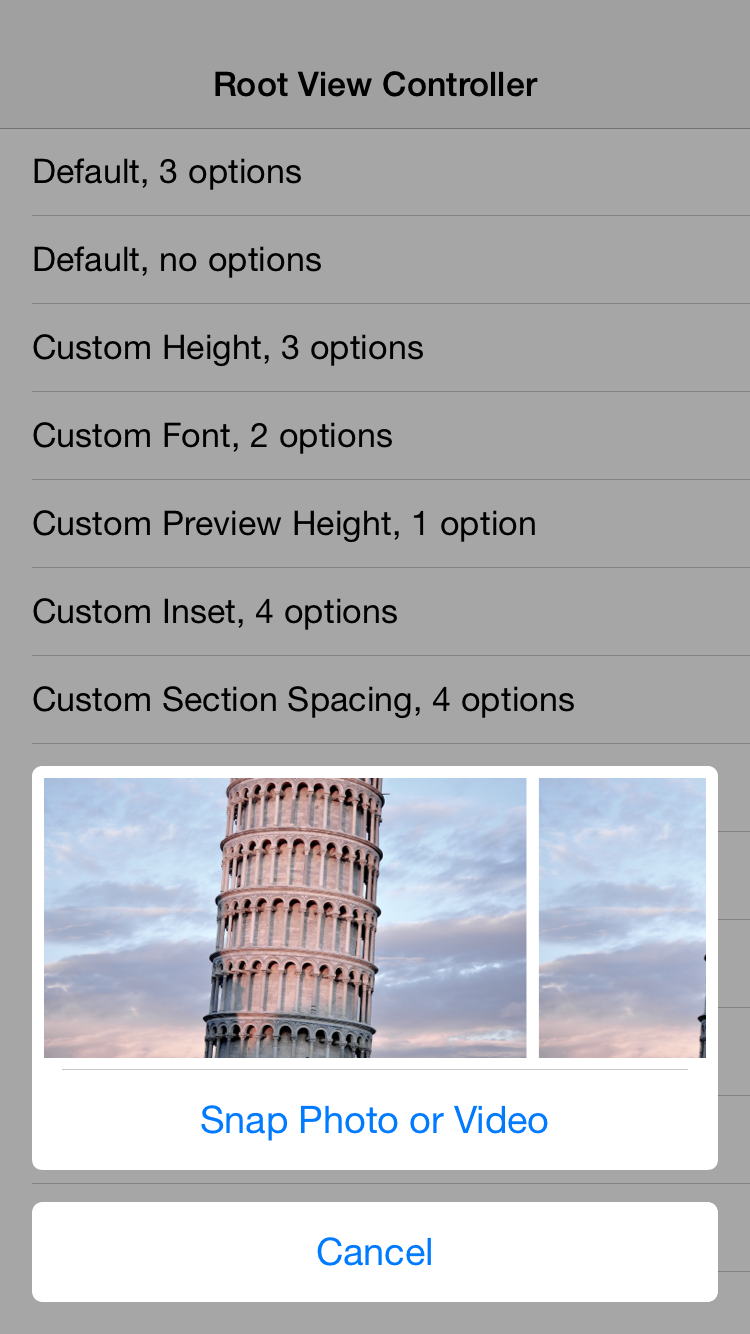 Root View Controller
Default, 3 options
Default, no options
Custom Height, 3 options
Custom Font, 2 options
Custom Preview Height, 1 option
Custom Inset, 4 options
Custom Section Spacing, 4 options
Snap Photo or Video
Cancel